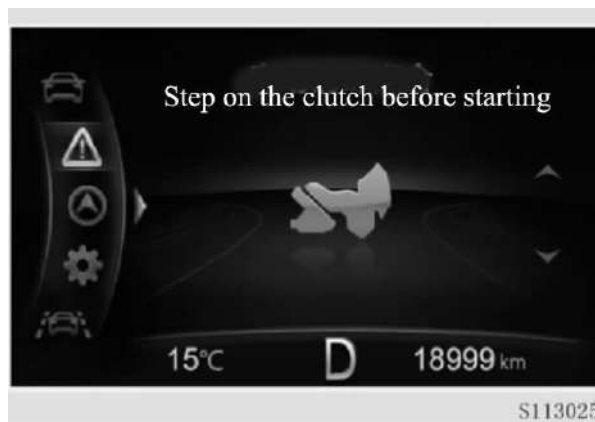 Step on the clutch before starting
15℃ D 18999 km
S113025